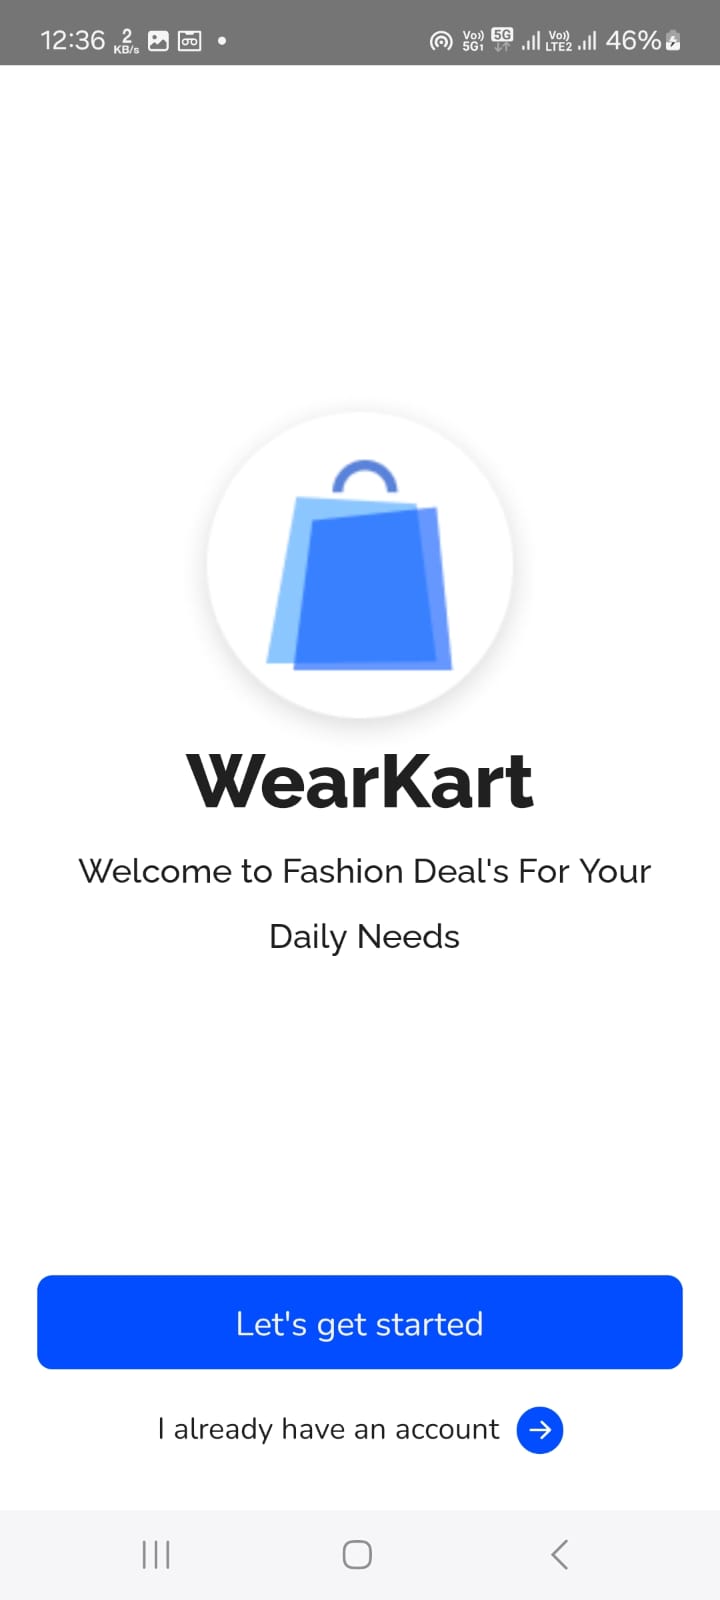 12:36 2 KB/s Vo)) 5G1 5G Vo)) LTE2 46%
WearKart
Welcome to Fashion Deal's For Your
Daily Needs
Let's get started
I already have an account